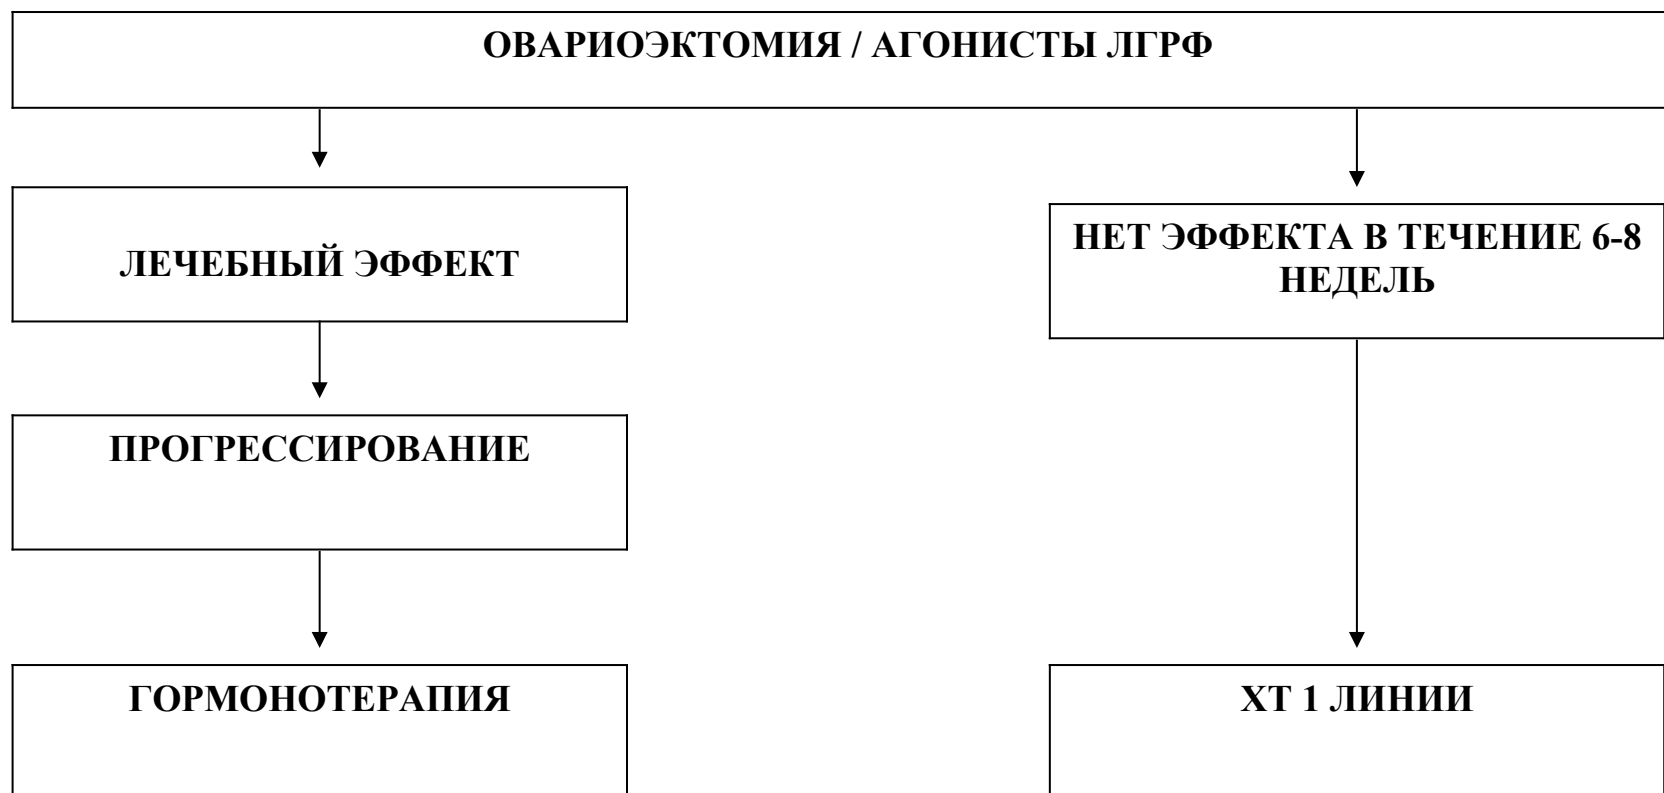 ОВАРИОЭКТОМИЯ / АГОНИСТЫ ЛГРФ
ЛЕЧЕБНЫЙ ЭФФЕКТ
НЕТ ЭФФЕКТА В ТЕЧЕНИЕ 6-8
НЕДЕЛЬ
ПРОГРЕССИРОВАНИЕ
ГОРМОНОТЕРАПИЯ
ХТ 1 ЛИНИИ